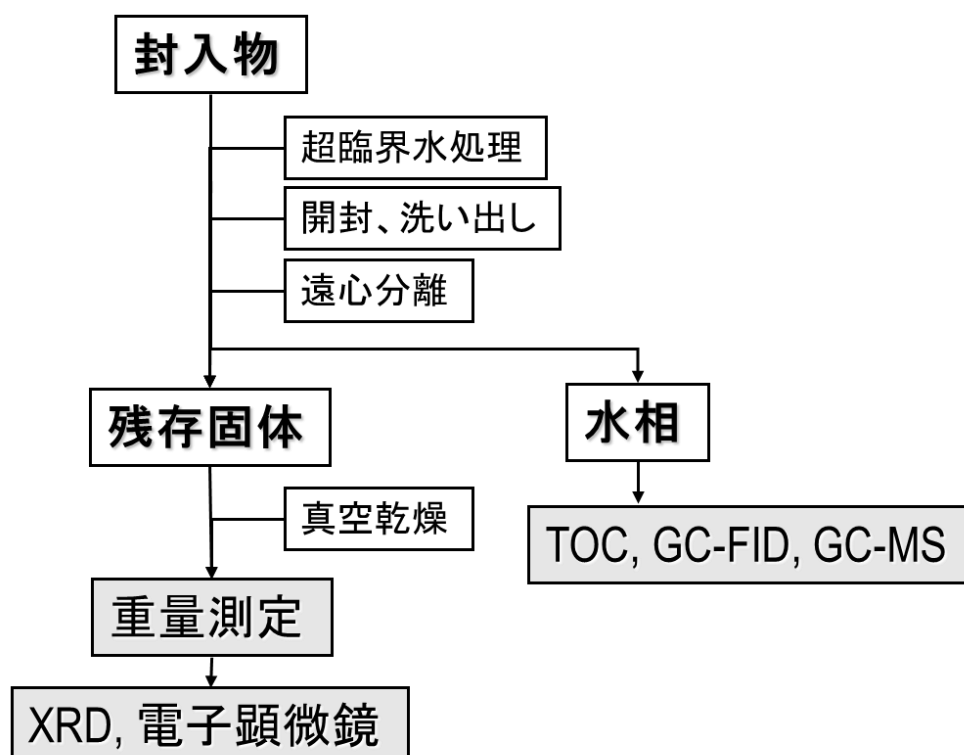 封入物
超臨界水処理
開封、洗い出し
遠心分離
残存固体
水相
真空乾燥
TOC, GC-FID, GC-MS
重量測定
XRD, 電子顕微鏡